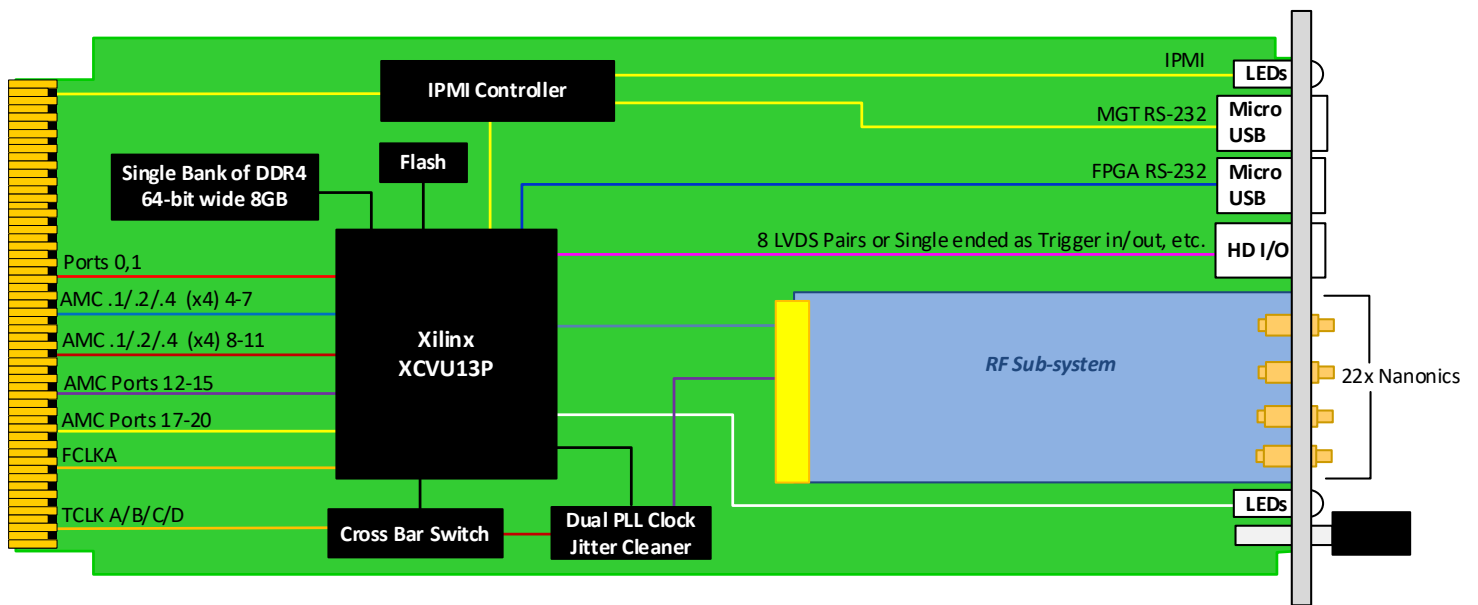 IPMI
LEDs
IPMI Controller
MGT RS-232
Micro
USB
Single Bank of DDR4
64-bit wide 8GB
Flash
FPGA RS-232
Micro
USB
8 LVDS Pairs or Single ended as Trigger in/out, etc.
HD I/O
Ports 0,1
AMC .1/.2/.4 (x4) 4-7
AMC .1/.2/.4 (x4) 8-11
AMC Ports 12-15
AMC Ports 17-20
FCLKA
TCLK A/B/C/D
Xilinx
XCVU13P
RF Sub-system
22x Nanonics
LEDs
Cross Bar Switch
Dual PLL Clock
Jitter Cleaner